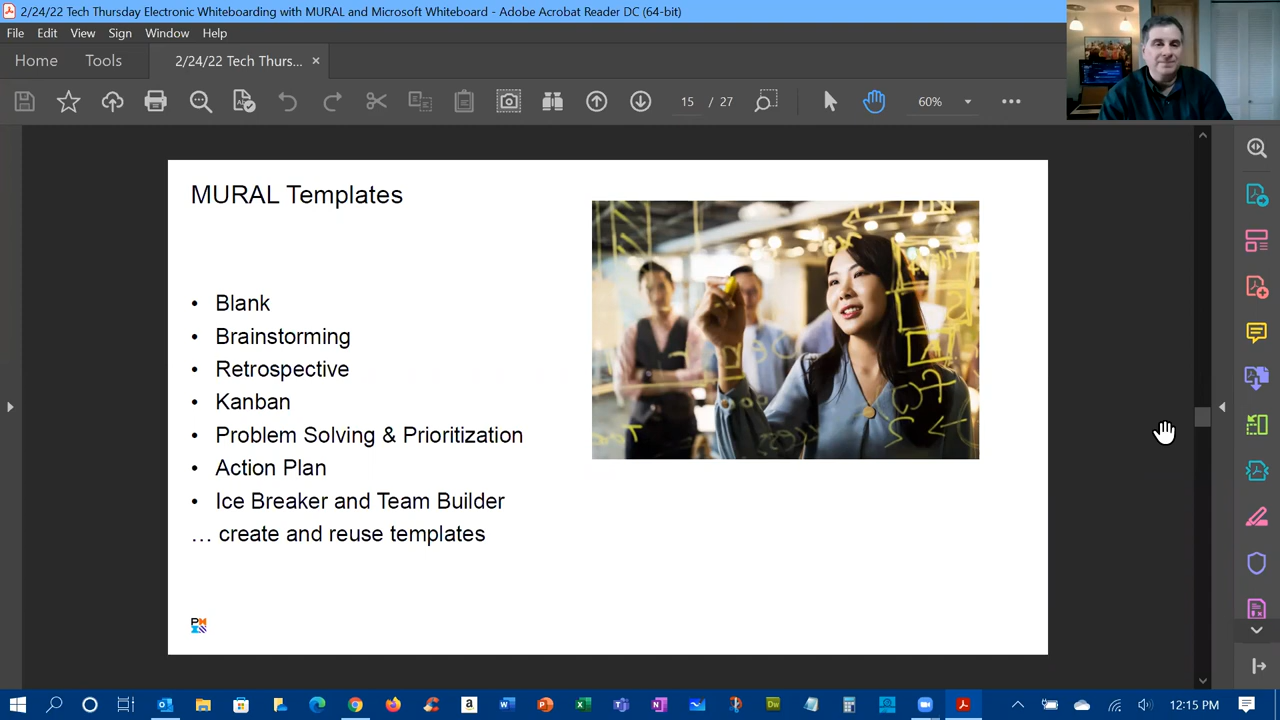 2/24/22 Tech Thursday Electronic Whiteboarding with MURAL and Microsoft Whiteboard - Adobe Acrobat Reader DC (64-bit)
File Edit View Sign Window Help
Home Tools 2/24/22 Tech Thurs... ×
15 / 27 60%
MURAL Templates
• Blank
• Brainstorming
• Retrospective
• Kanban
• Problem Solving & Prioritization
• Action Plan
• Ice Breaker and Team Builder
… create and reuse templates
12:15 PM